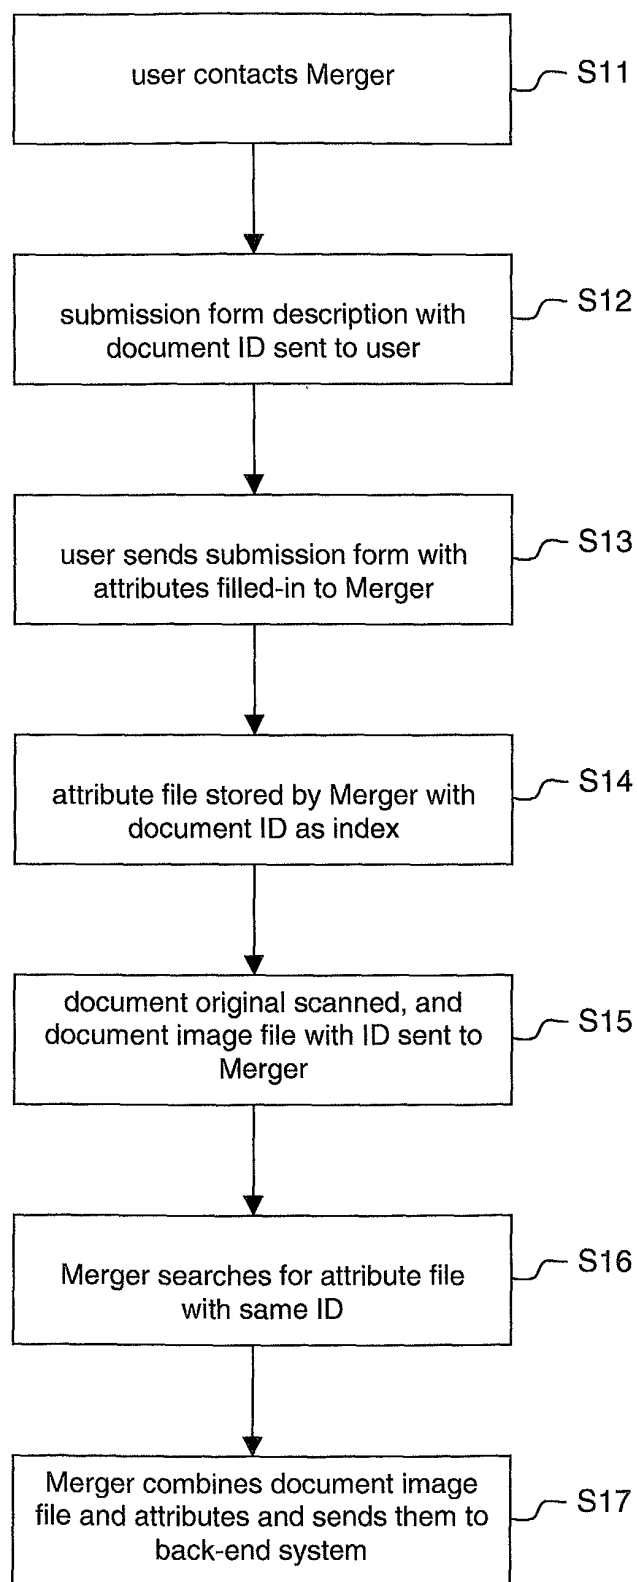 user contacts Merger
S11
submission form description with
document ID sent to user
S12
user sends submission form with
attributes filled-in to Merger
S13
attribute file stored by Merger with
document ID as index
S14
document original scanned, and
document image file with ID sent to
Merger
S15
Merger searches for attribute file
with same ID
S16
Merger combines document image
file and attributes and sends them to
back-end system
S17